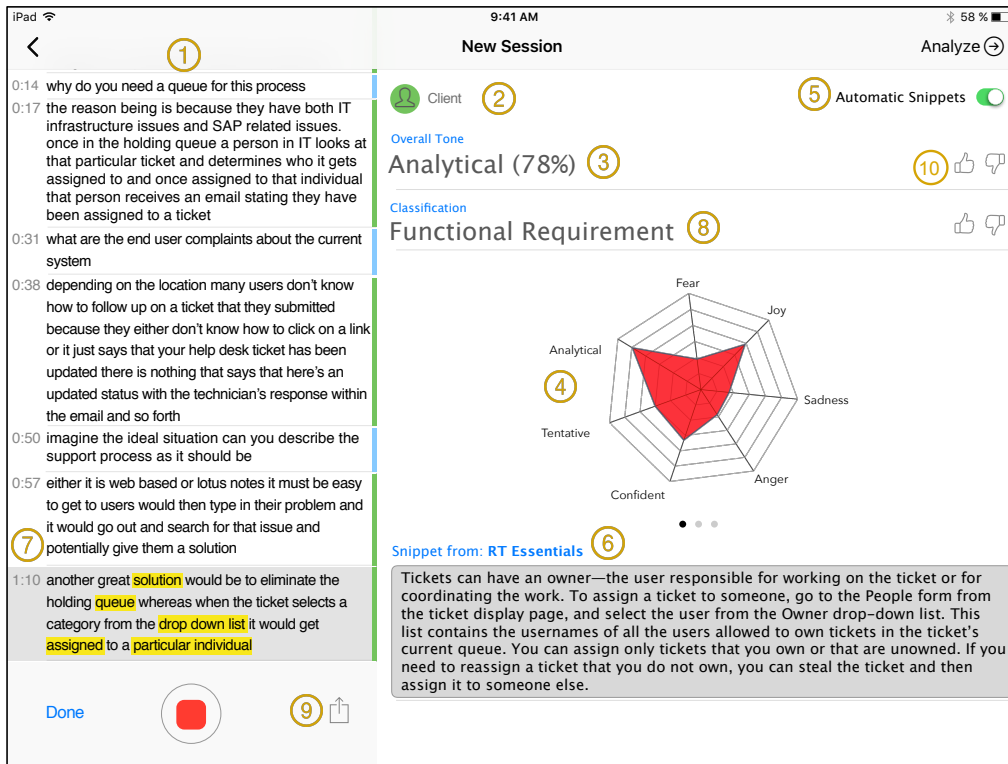 iPad
9:41 AM
58 %
New Session
Analyze
1
0:14 why do you need a queue for this process
0:17 the reason being is because they have both IT
infrastructure issues and SAP related issues.
once in the holding queue a person in IT looks at
that particular ticket and determines who it gets
assigned to and once assigned to that individual
that person receives an email stating they have
been assigned to a ticket
0:31 what are the end user complaints about the current
system
0:38 depending on the location many users don't know
how to follow up on a ticket that they submitted
because they either don't know how to click on a link
or it just says that your help desk ticket has been
updated there is nothing that says that here's an
updated status with the technician's response within
the email and so forth
0:50 imagine the ideal situation can you describe the
support process as it should be
0:57 either it is web based or lotus notes it must be easy
to get to users would then type in their problem and
it would go out and search for that issue and
7 potentially give them a solution
1:10 another great solution would be to eliminate the
holding queue whereas when the ticket selects a
category from the drop down list it would get
assigned to a particular individual
Done
9
Client 2
5 Automatic Snippets
Overall Tone
Analytical (78%) 3
10
Classification
Functional Requirement 8
Fear
Joy
Analytical
4
Sadness
Tentative
Anger
Confident
Snippet from: RT Essentials 6
Tickets can have an owner—the user responsible for working on the ticket or for
coordinating the work. To assign a ticket to someone, go to the People form from
the ticket display page, and select the user from the Owner drop-down list. This
list contains the usernames of all the users allowed to own tickets in the ticket's
current queue. You can assign only tickets that you own or that are unowned. If you
need to reassign a ticket that you do not own, you can steal the ticket and then
assign it to someone else.